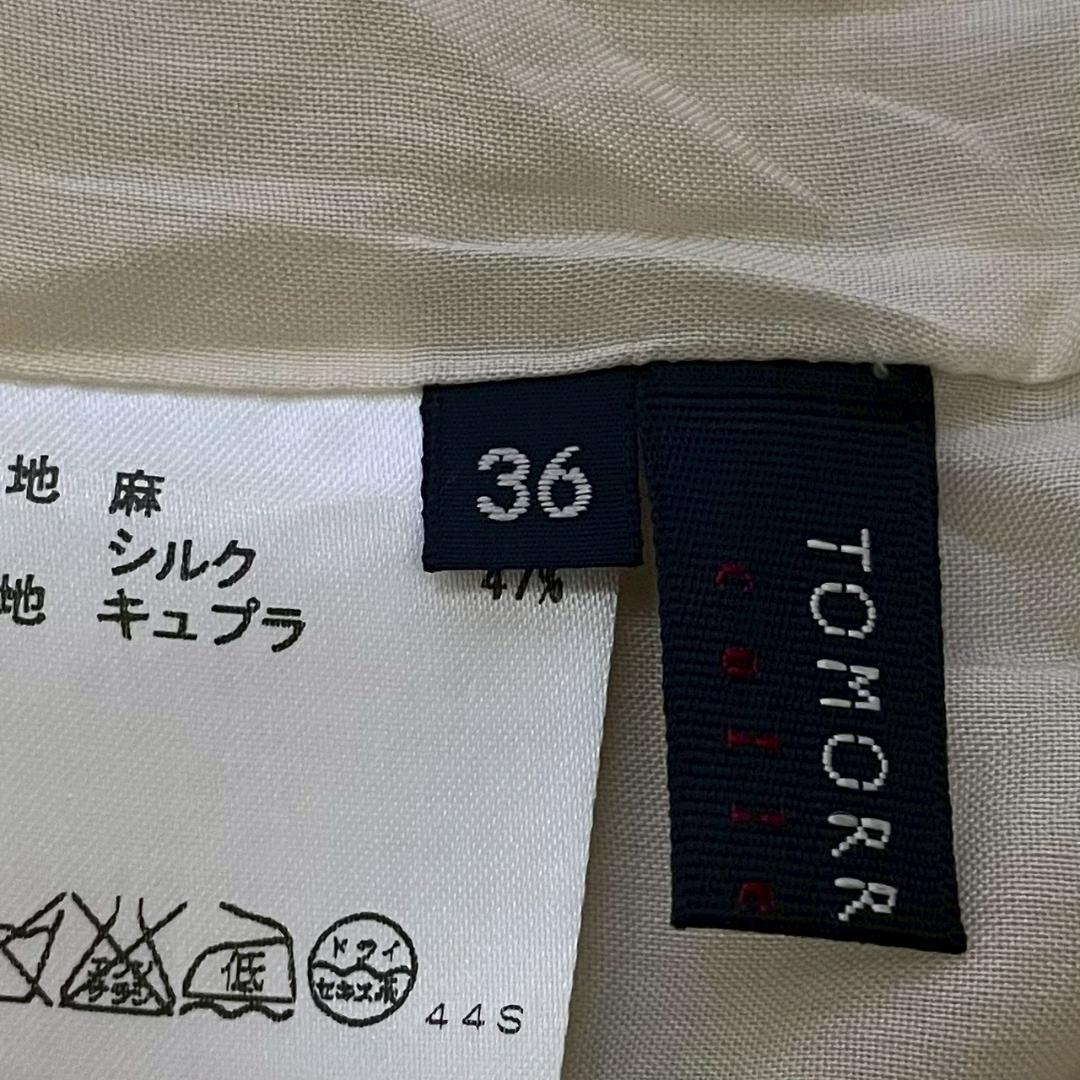 地 麻
シルク
地 キュプラ
47%
低
ドライ
セキユ系
44S
36
TOMORR
collec